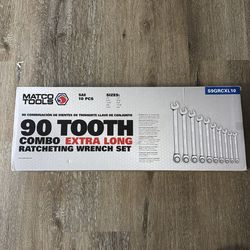 S9GRCXL10
MATCO
TOOLS
SAE
10 PCS
SIZES:
90 TOOTH
COMBO EXTRA LONG
RATCHETING WRENCH SET